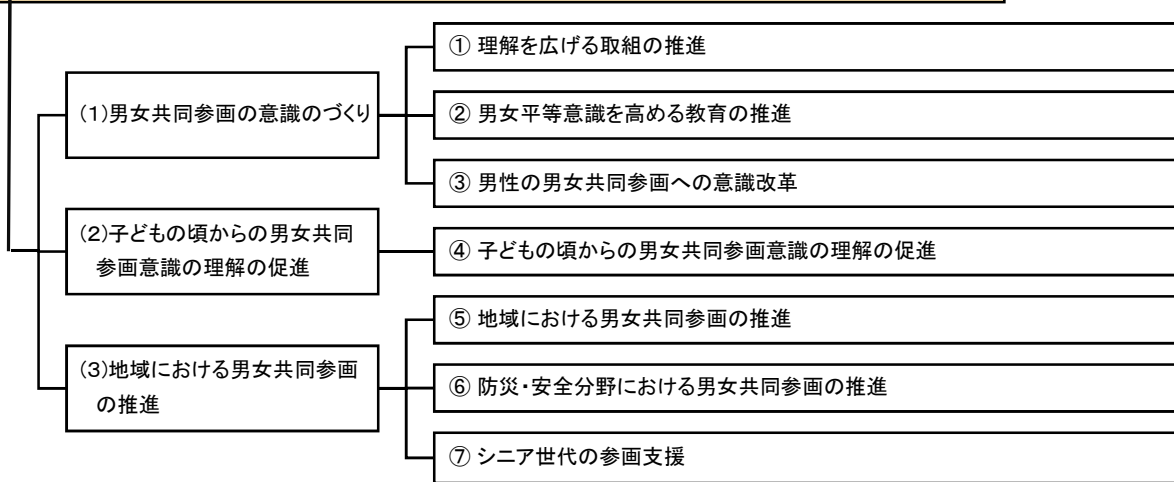 (1)男女共同参画の意識のづくり
① 理解を広げる取組の推進
② 男女平等意識を高める教育の推進
③ 男性の男女共同参画への意識改革
(2)子どもの頃からの男女共同
参画意識の理解の促進
④ 子どもの頃からの男女共同参画意識の理解の促進
(3)地域における男女共同参画
の推進
⑤ 地域における男女共同参画の推進
⑥ 防災・安全分野における男女共同参画の推進
⑦ シニア世代の参画支援